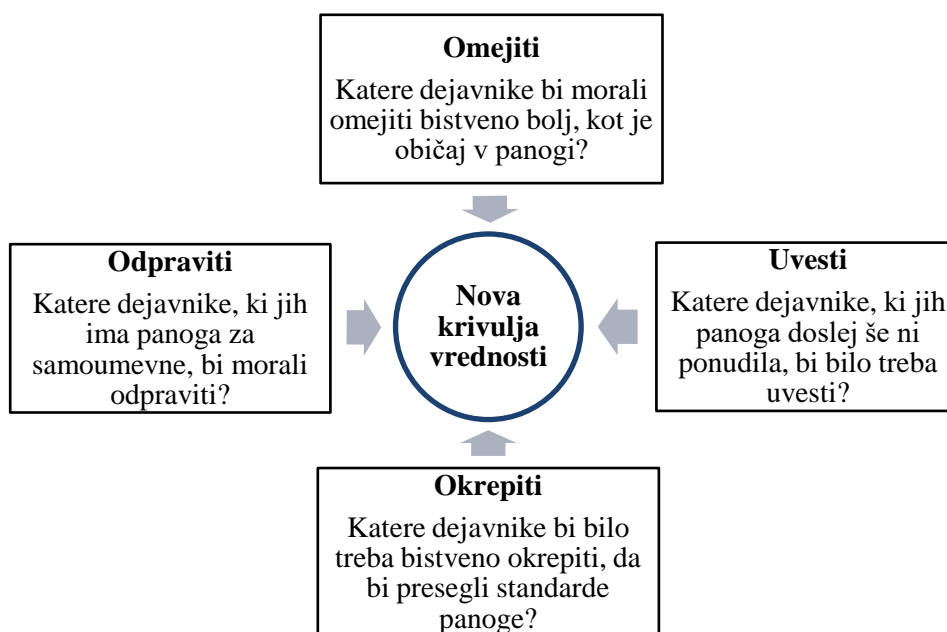 Omejiti
Katere dejavnike bi morali
omejiti bistveno bolj, kot je
običaj v panogi?
Odpraviti
Katere dejavnike, ki jih
ima panoga za
samoumevne, bi morali
odpraviti?
Nova
krivulja
vrednosti
Uvesti
Katere dejavnike, ki jih
panoga doslej še ni
ponudila, bi bilo treba
uvesti?
Okrepiti
Katere dejavnike bi bilo
treba bistveno okrepiti, da
bi presegli standarde
panoge?